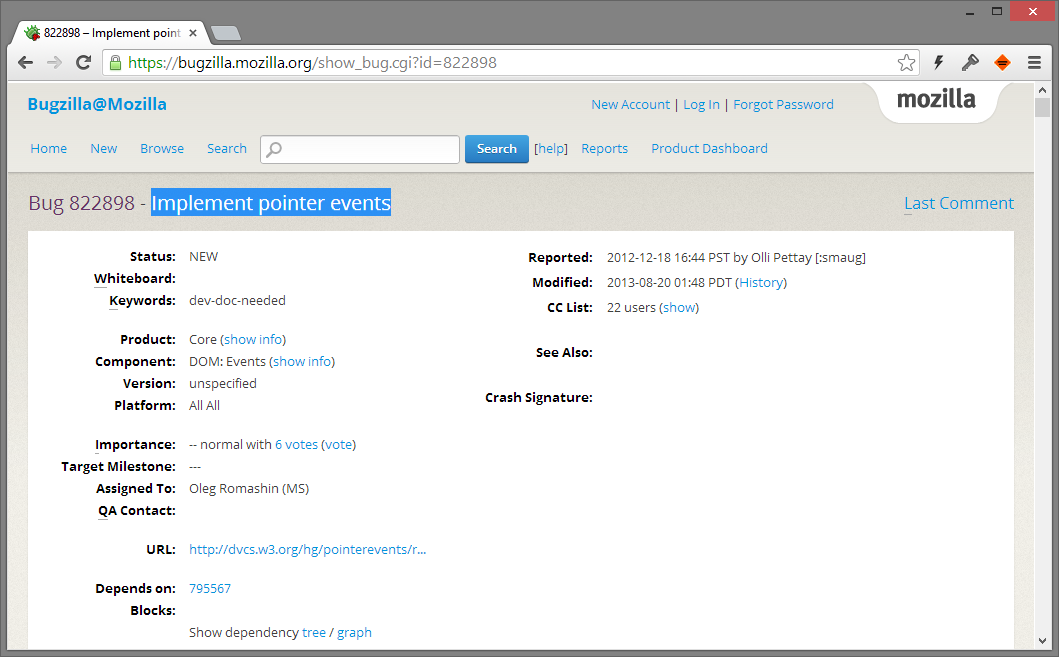 822898 – Implement point
https://bugzilla.mozilla.org/show_bug.cgi?id=822898
Bugzilla@Mozilla
New Account | Log In | Forgot Password
mozilla
Home New Browse Search Search [help] Reports Product Dashboard
Bug 822898 - Implement pointer events
Last Comment
Status: NEW
Whiteboard:
Keywords: dev-doc-needed
Product: Core (show info)
Component: DOM: Events (show info)
Version: unspecified
Platform: All All
Importance: -- normal with 6 votes (vote)
Target Milestone: ---
Assigned To: Oleg Romashin (MS)
QA Contact:
URL: http://dvcs.w3.org/hg/pointerevents/r...
Depends on: 795567
Blocks:
Show dependency tree / graph
Reported: 2012-12-18 16:44 PST by Olli Pettay [:smaug]
Modified: 2013-08-20 01:48 PDT (History)
CC List: 22 users (show)
See Also:
Crash Signature: